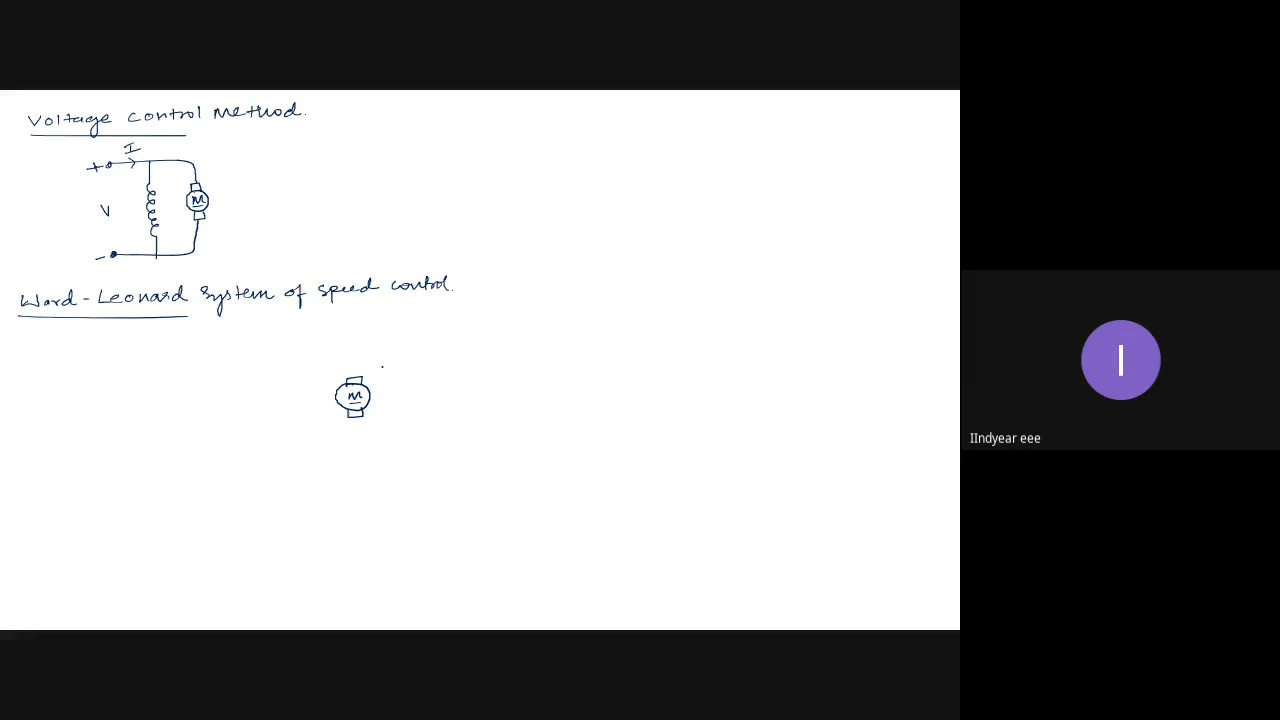 Voltage control Method.
I
+
V
M
-
Ward-Leonard system of speed control.
M
I
IIndyear eee